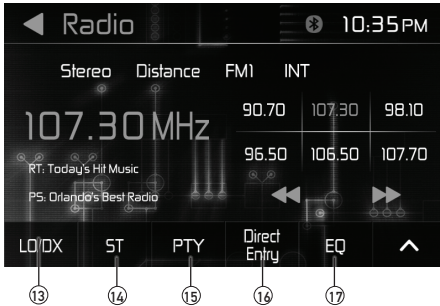 Radio 10:35 PM
Stereo Distance FM1 INT
107.30 MHz
90.70 107.30 98.10
96.50 106.50 107.70
RT: Today's Hit Music
PS: Orlando's Best Radio
LO/DX ST PTY Direct Entry EQ
13 14 15 16 17